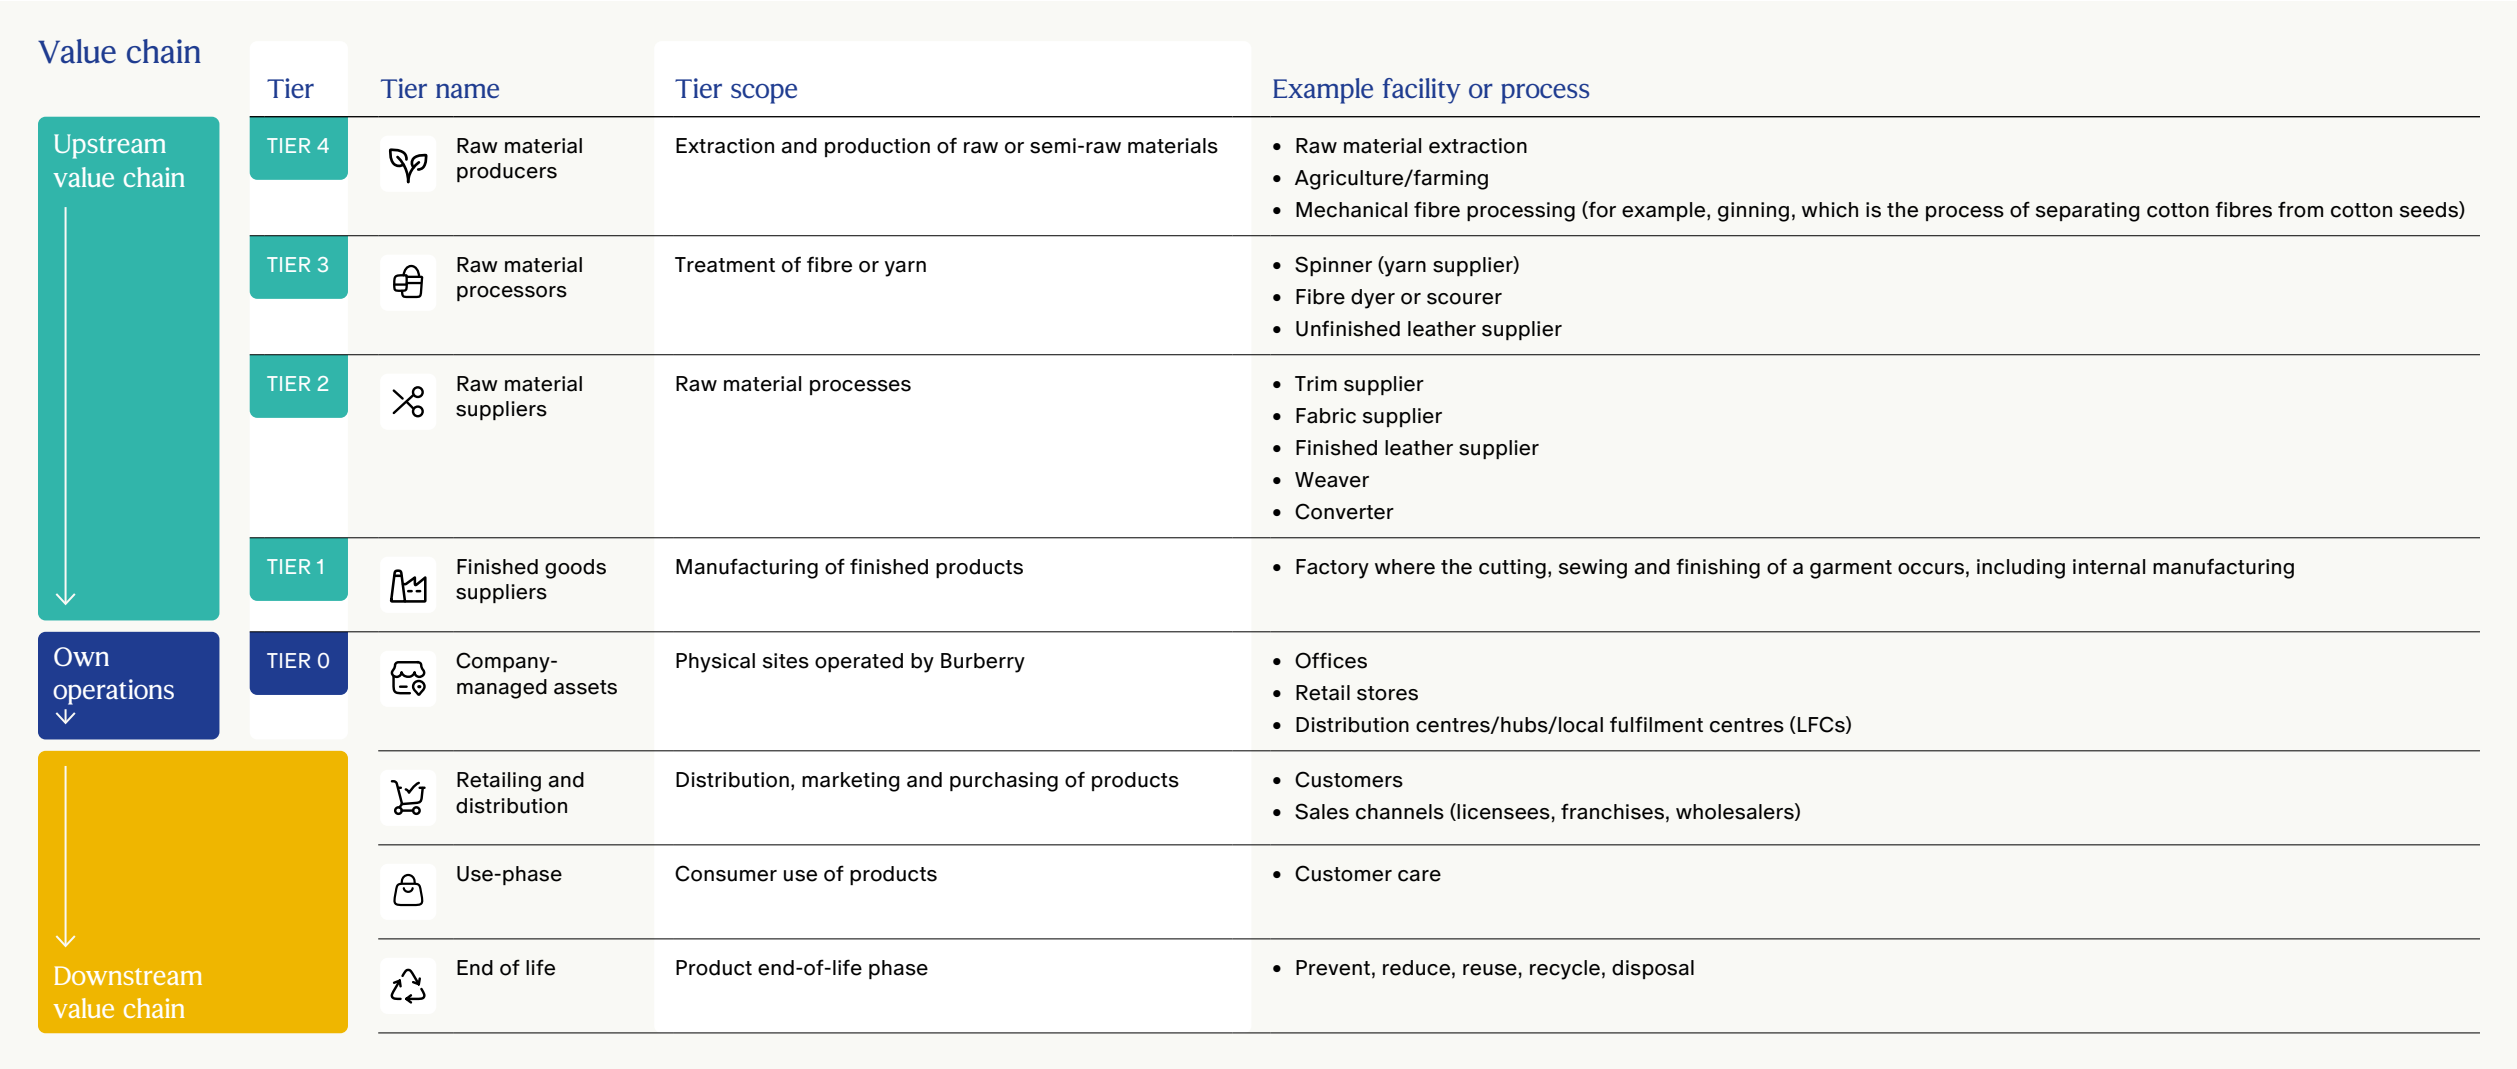 Value chain
Tier
Tier name
Tier scope
Example facility or process
Upstream
value chain
TIER 4
Raw material
producers
Extraction and production of raw or semi-raw materials
• Raw material extraction
• Agriculture/farming
• Mechanical fibre processing (for example, ginning, which is the process of separating cotton fibres from cotton seeds)
TIER 3
Raw material
processors
Treatment of fibre or yarn
• Spinner (yarn supplier)
• Fibre dyer or scourer
• Unfinished leather supplier
TIER 2
Raw material
suppliers
Raw material processes
• Trim supplier
• Fabric supplier
• Finished leather supplier
• Weaver
• Converter
TIER 1
Finished goods
suppliers
Manufacturing of finished products
• Factory where the cutting, sewing and finishing of a garment occurs, including internal manufacturing
Own
operations
TIER 0
Company-
managed assets
Physical sites operated by Burberry
• Offices
• Retail stores
• Distribution centres/hubs/local fulfilment centres (LFCs)
Retailing and
distribution
Distribution, marketing and purchasing of products
• Customers
• Sales channels (licensees, franchises, wholesalers)
Use-phase
Consumer use of products
• Customer care
End of life
Product end-of-life phase
• Prevent, reduce, reuse, recycle, disposal
Downstream
value chain